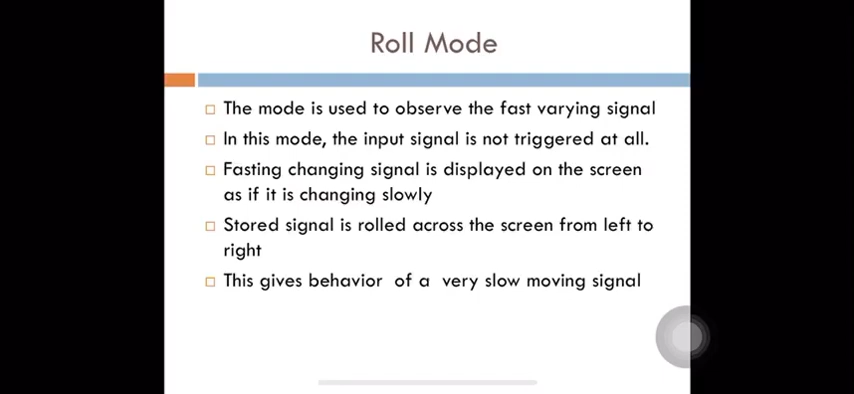 Roll Mode
The mode is used to observe the fast varying signal
In this mode, the input signal is not triggered at all.
Fasting changing signal is displayed on the screen
as if it is changing slowly
Stored signal is rolled across the screen from left to
right
This gives behavior of a very slow moving signal